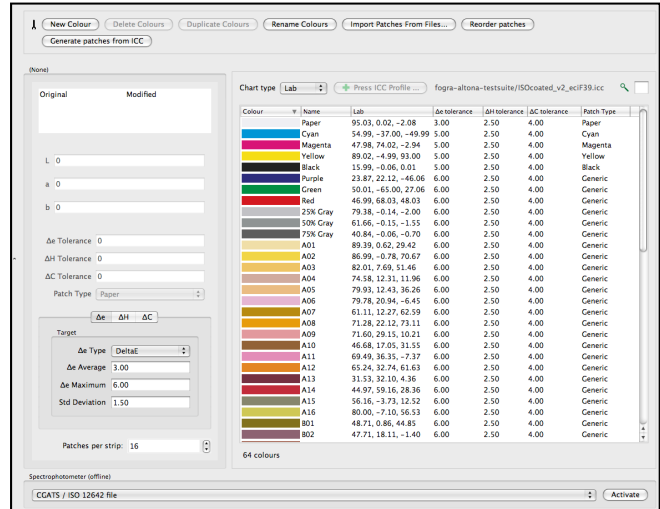 New Colour Delete Colours Duplicate Colours Rename Colours Import Patches From Files... Reorder patches
Generate patches from ICC
(None)
Original Modified
L 0
a 0
b 0
Δe Tolerance 0
ΔH Tolerance 0
ΔC Tolerance 0
Patch Type Paper
Δe ΔH ΔC
Target
Δe Type DeltaE
Δe Average 3.00
Δe Maximum 6.00
Std Deviation 1.50
Patches per strip: 16
Chart type Lab Press ICC Profile ... fogra-altona-testsuite/ISOcoated_v2_eciF39.icc
Colour Name Lab Δe tolerance ΔH tolerance ΔC tolerance Patch Type
Paper 95.03, 0.02, -2.08 3.00 2.50 4.00 Paper
Cyan 54.99, -37.00, -49.99 5.00 2.50 4.00 Cyan
Magenta 47.98, 74.02, -2.94 5.00 2.50 4.00 Magenta
Yellow 89.02, -4.99, 93.00 5.00 2.50 4.00 Yellow
Black 15.99, -0.06, 0.01 5.00 2.50 4.00 Black
Purple 23.87, 22.12, -46.06 6.00 2.50 4.00 Generic
Green 50.01, -65.00, 27.06 6.00 2.50 4.00 Generic
Red 46.99, 68.03, 48.03 6.00 2.50 4.00 Generic
25% Gray 79.38, -0.14, -2.00 6.00 2.50 4.00 Generic
50% Gray 61.66, -0.15, -1.55 6.00 2.50 4.00 Generic
75% Gray 40.84, -0.06, -0.70 6.00 2.50 4.00 Generic
A01 89.39, 0.62, 29.42 6.00 2.50 4.00 Generic
A02 86.99, -0.78, 70.67 6.00 2.50 4.00 Generic
A03 82.01, 7.69, 51.46 6.00 2.50 4.00 Generic
A04 74.58, 12.31, 11.96 6.00 2.50 4.00 Generic
A05 79.93, 12.43, 36.26 6.00 2.50 4.00 Generic
A06 79.78, 20.94, -6.45 6.00 2.50 4.00 Generic
A07 61.11, 12.27, 62.59 6.00 2.50 4.00 Generic
A08 71.28, 22.12, 73.11 6.00 2.50 4.00 Generic
A09 71.60, 29.15, 10.21 6.00 2.50 4.00 Generic
A10 46.68, 17.05, 31.55 6.00 2.50 4.00 Generic
A11 69.49, 36.35, -7.37 6.00 2.50 4.00 Generic
A12 65.24, 32.74, 61.63 6.00 2.50 4.00 Generic
A13 31.53, 32.10, 4.36 6.00 2.50 4.00 Generic
A14 44.97, 59.16, 28.36 6.00 2.50 4.00 Generic
A15 56.16, -3.73, 12.52 6.00 2.50 4.00 Generic
A16 80.00, -7.10, 56.53 6.00 2.50 4.00 Generic
B01 48.71, 0.86, 44.85 6.00 2.50 4.00 Generic
B02 47.71, 18.11, -1.40 6.00 2.50 4.00 Generic
64 colours
Spectrophotometer (offline)
CGATS / ISO 12642 file Activate